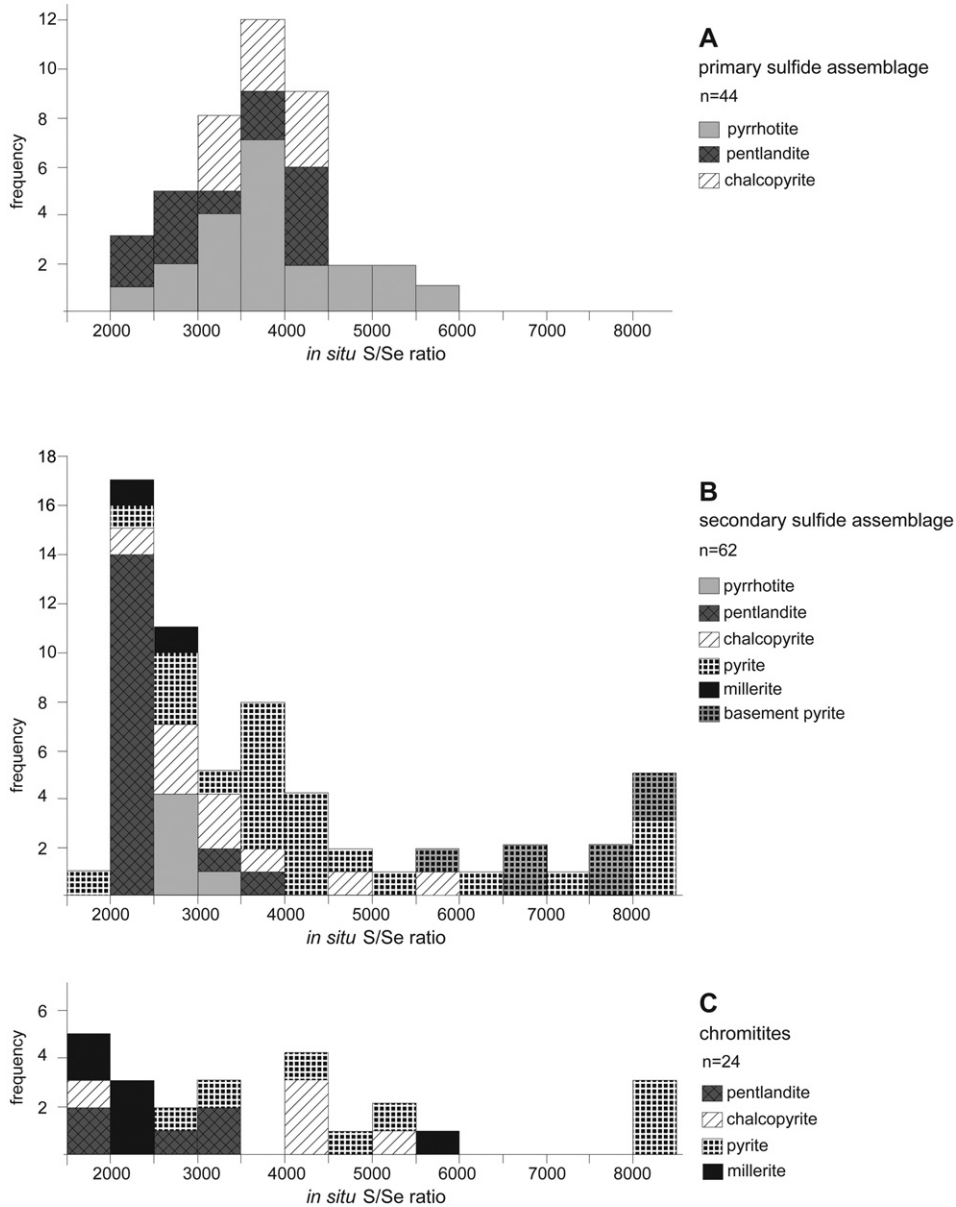 12
10
8
6
4
2
frequency
2000 3000 4000 5000 6000 7000 8000
in situ S/Se ratio
A
primary sulfide assemblage
n=44
pyrrhotite
pentlandite
chalcopyrite
18
16
14
12
10
8
6
4
2
frequency
2000 3000 4000 5000 6000 7000 8000
in situ S/Se ratio
B
secondary sulfide assemblage
n=62
pyrrhotite
pentlandite
chalcopyrite
pyrite
millerite
basement pyrite
6
4
2
frequency
2000 3000 4000 5000 6000 7000 8000
in situ S/Se ratio
C
chromitites
n=24
pentlandite
chalcopyrite
pyrite
millerite